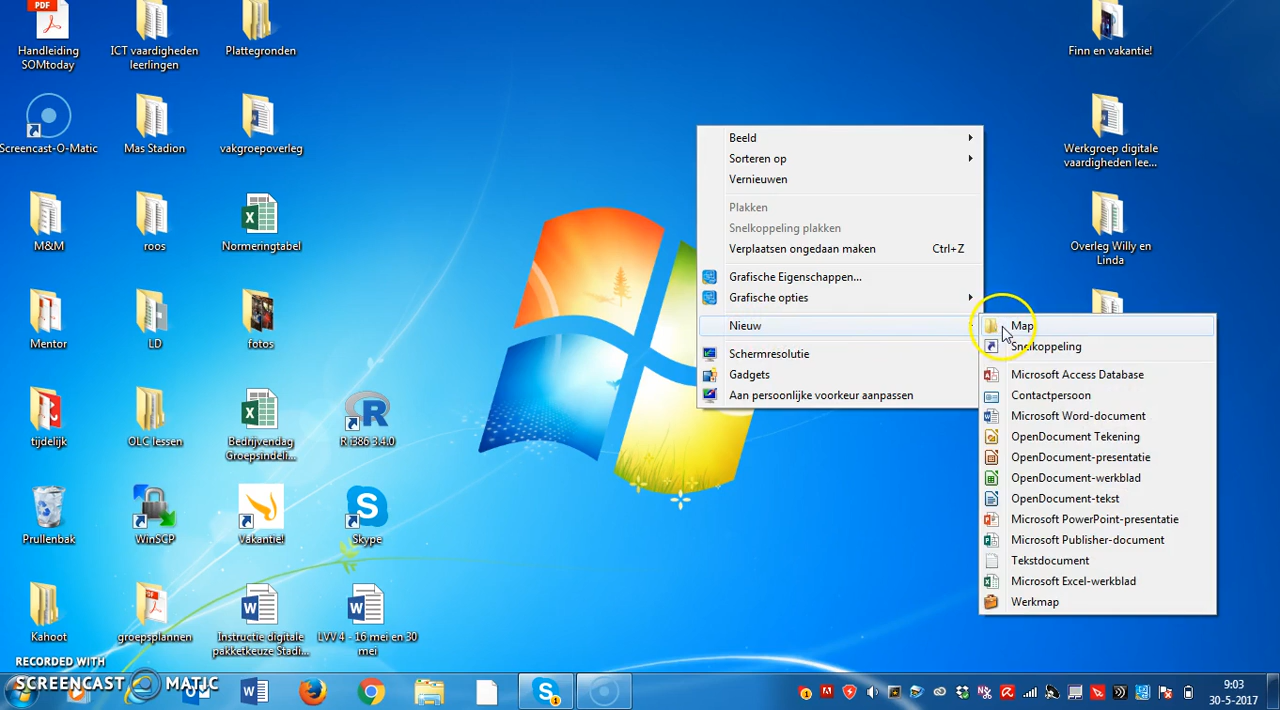 PDF
Handleiding
SOMtoday
ICT vaardigheden
leerlingen
Plattegronden
Finn en vakantie!
Screencast-O-Matic
Mas Stadion
vakgroepoverleg
Werkgroep digitale
vaardigheden lee...
M&M
roos
Normeringtabel
Overleg Willy en
Linda
Mentor
LD
fotos
tijdelijk
OLC lessen
Bedrijvendag
Groepsindeli...
R i386 3.4.0
Prullenbak
WinSCP
Vakantie!
Skype
Kahoot
groepsplannen
Instructie digitale
pakketkeuze Stadi...
LVV 4 - 16 mei en 30
mei
Beeld
Sorteren op
Vernieuwen
Plakken
Snelkoppeling plakken
Verplaatsen ongedaan maken Ctrl+Z
Grafische Eigenschappen...
Grafische opties
Nieuw
Schermresolutie
Gadgets
Aan persoonlijke voorkeur aanpassen
Map
Snelkoppeling
Microsoft Access Database
Contactpersoon
Microsoft Word-document
OpenDocument Tekening
OpenDocument-presentatie
OpenDocument-werkblad
OpenDocument-tekst
Microsoft PowerPoint-presentatie
Microsoft Publisher-document
Tekstdocument
Microsoft Excel-werkblad
Werkmap
RECORDED WITH
SCREENCAST MATIC
9:03
30-5-2017